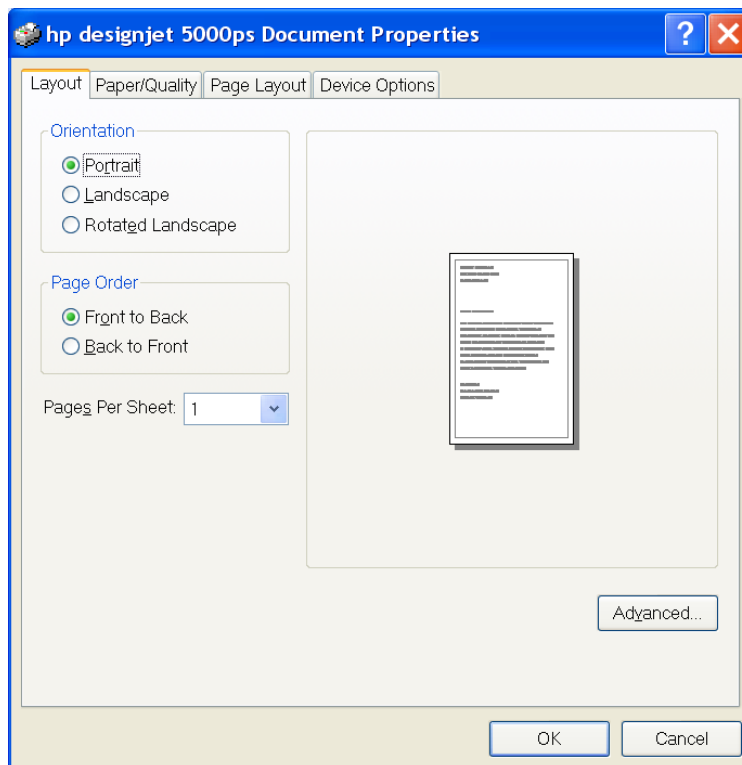 hp designjet 5000ps Document Properties
Layout
Paper/Quality
Page Layout
Device Options
Orientation
Portrait
Landscape
Rotated Landscape
Page Order
Front to Back
Back to Front
Pages Per Sheet: 1
Advanced...
OK
Cancel